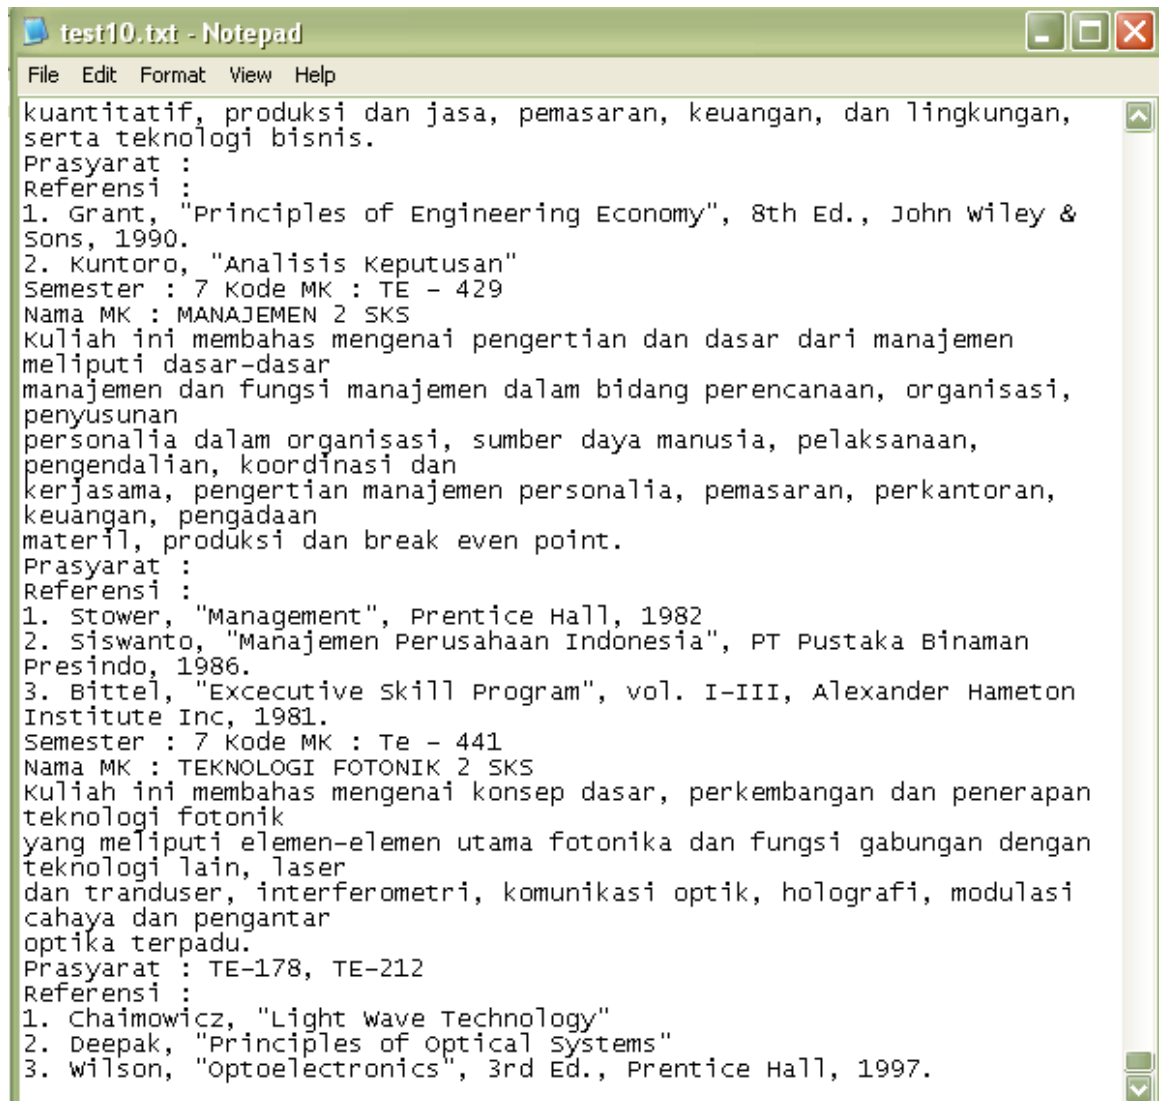 test10.txt - Notepad
File Edit Format View Help
kuantitatif, produksi dan jasa, pemasaran, keuangan, dan lingkungan,
serta teknologi bisnis.
Prasyarat :
Referensi :
1. Grant, "Principles of Engineering Economy", 8th Ed., John Wiley &
Sons, 1990.
2. Kuntoro, "Analisis Keputusan"
Semester : 7 Kode MK : TE – 429
Nama MK : MANAJEMEN 2 SKS
Kuliah ini membahas mengenai pengertian dan dasar dari manajemen
meliputi dasar-dasar
manajemen dan fungsi manajemen dalam bidang perencanaan, organisasi,
penyusunan
personalia dalam organisasi, sumber daya manusia, pelaksanaan,
pengendalian, koordinasi dan
kerjasama, pengertian manajemen personalia, pemasaran, perkantoran,
keuangan, pengadaan
materil, produksi dan break even point.
Prasyarat :
Referensi :
1. Stower, "Management", Prentice Hall, 1982
2. Siswanto, "Manajemen Perusahaan Indonesia", PT Pustaka Binaman
Presindo, 1986.
3. Bittel, "Excecutive Skill Program", vol. I-III, Alexander Hameton
Institute Inc, 1981.
Semester : 7 Kode MK : Te – 441
Nama MK : TEKNOLOGI FOTONIK 2 SKS
Kuliah ini membahas mengenai konsep dasar, perkembangan dan penerapan
teknologi fotonik
yang meliputi elemen-elemen utama fotonika dan fungsi gabungan dengan
teknologi lain, laser
dan tranduser, interferometri, komunikasi optik, holografi, modulasi
cahaya dan pengantar
optika terpadu.
Prasyarat : TE-178, TE-212
Referensi :
1. Chaimowicz, "Light Wave Technology"
2. Deepak, "Principles of Optical Systems"
3. Wilson, "Optoelectronics", 3rd Ed., Prentice Hall, 1997.